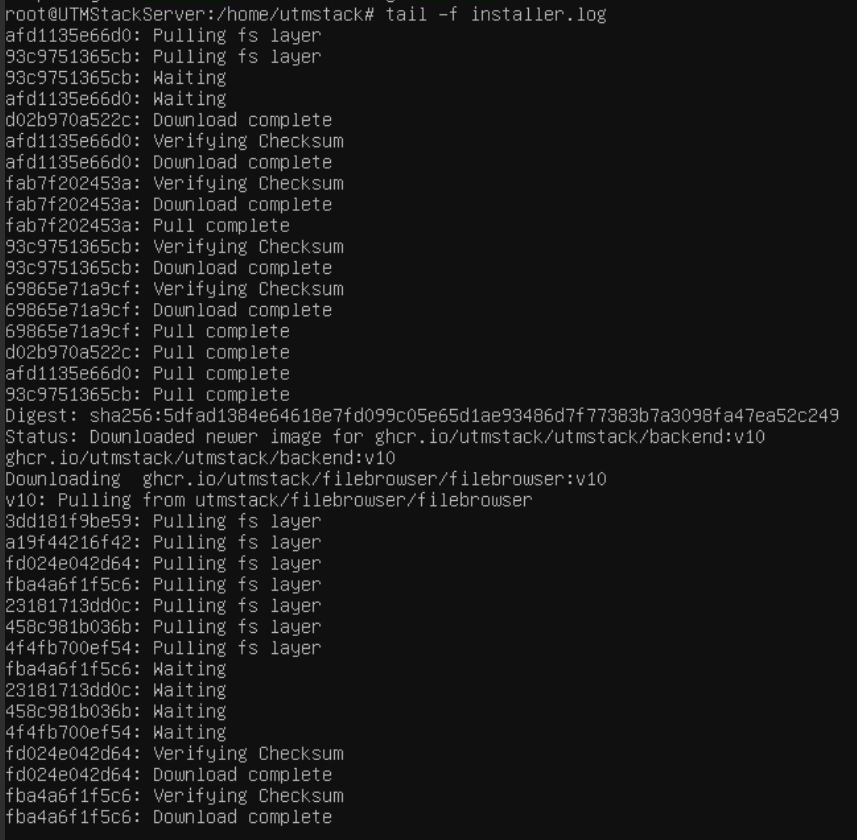 root@UTMStackServer:/home/utmstack# tail -f installer.log
afd1135e66d0: Pulling fs layer
93c9751365cb: Pulling fs layer
93c9751365cb: Waiting
afd1135e66d0: Waiting
d02b970a522c: Download complete
afd1135e66d0: Verifying Checksum
afd1135e66d0: Download complete
fab7f202453a: Verifying Checksum
fab7f202453a: Download complete
fab7f202453a: Pull complete
93c9751365cb: Verifying Checksum
93c9751365cb: Download complete
69865e71a9cf: Verifying Checksum
69865e71a9cf: Download complete
69865e71a9cf: Pull complete
d02b970a522c: Pull complete
afd1135e66d0: Pull complete
93c9751365cb: Pull complete
Digest: sha256:5dfad1384e64618e7fd099c05e65d1ae93486d7f77383b7a3098fa47ea52c249
Status: Downloaded newer image for ghcr.io/utmstack/utmstack/backend:v10
ghcr.io/utmstack/utmstack/backend:v10
Downloading  ghcr.io/utmstack/filebrowser/filebrowser:v10
v10: Pulling from utmstack/filebrowser/filebrowser
3dd181f9be59: Pulling fs layer
a19f44216f42: Pulling fs layer
fd024e042d64: Pulling fs layer
fba4a6f1f5c6: Pulling fs layer
23181713dd0c: Pulling fs layer
458c981b036b: Pulling fs layer
4f4fb700ef54: Pulling fs layer
fba4a6f1f5c6: Waiting
23181713dd0c: Waiting
458c981b036b: Waiting
4f4fb700ef54: Waiting
fd024e042d64: Verifying Checksum
fd024e042d64: Download complete
fba4a6f1f5c6: Verifying Checksum
fba4a6f1f5c6: Download complete